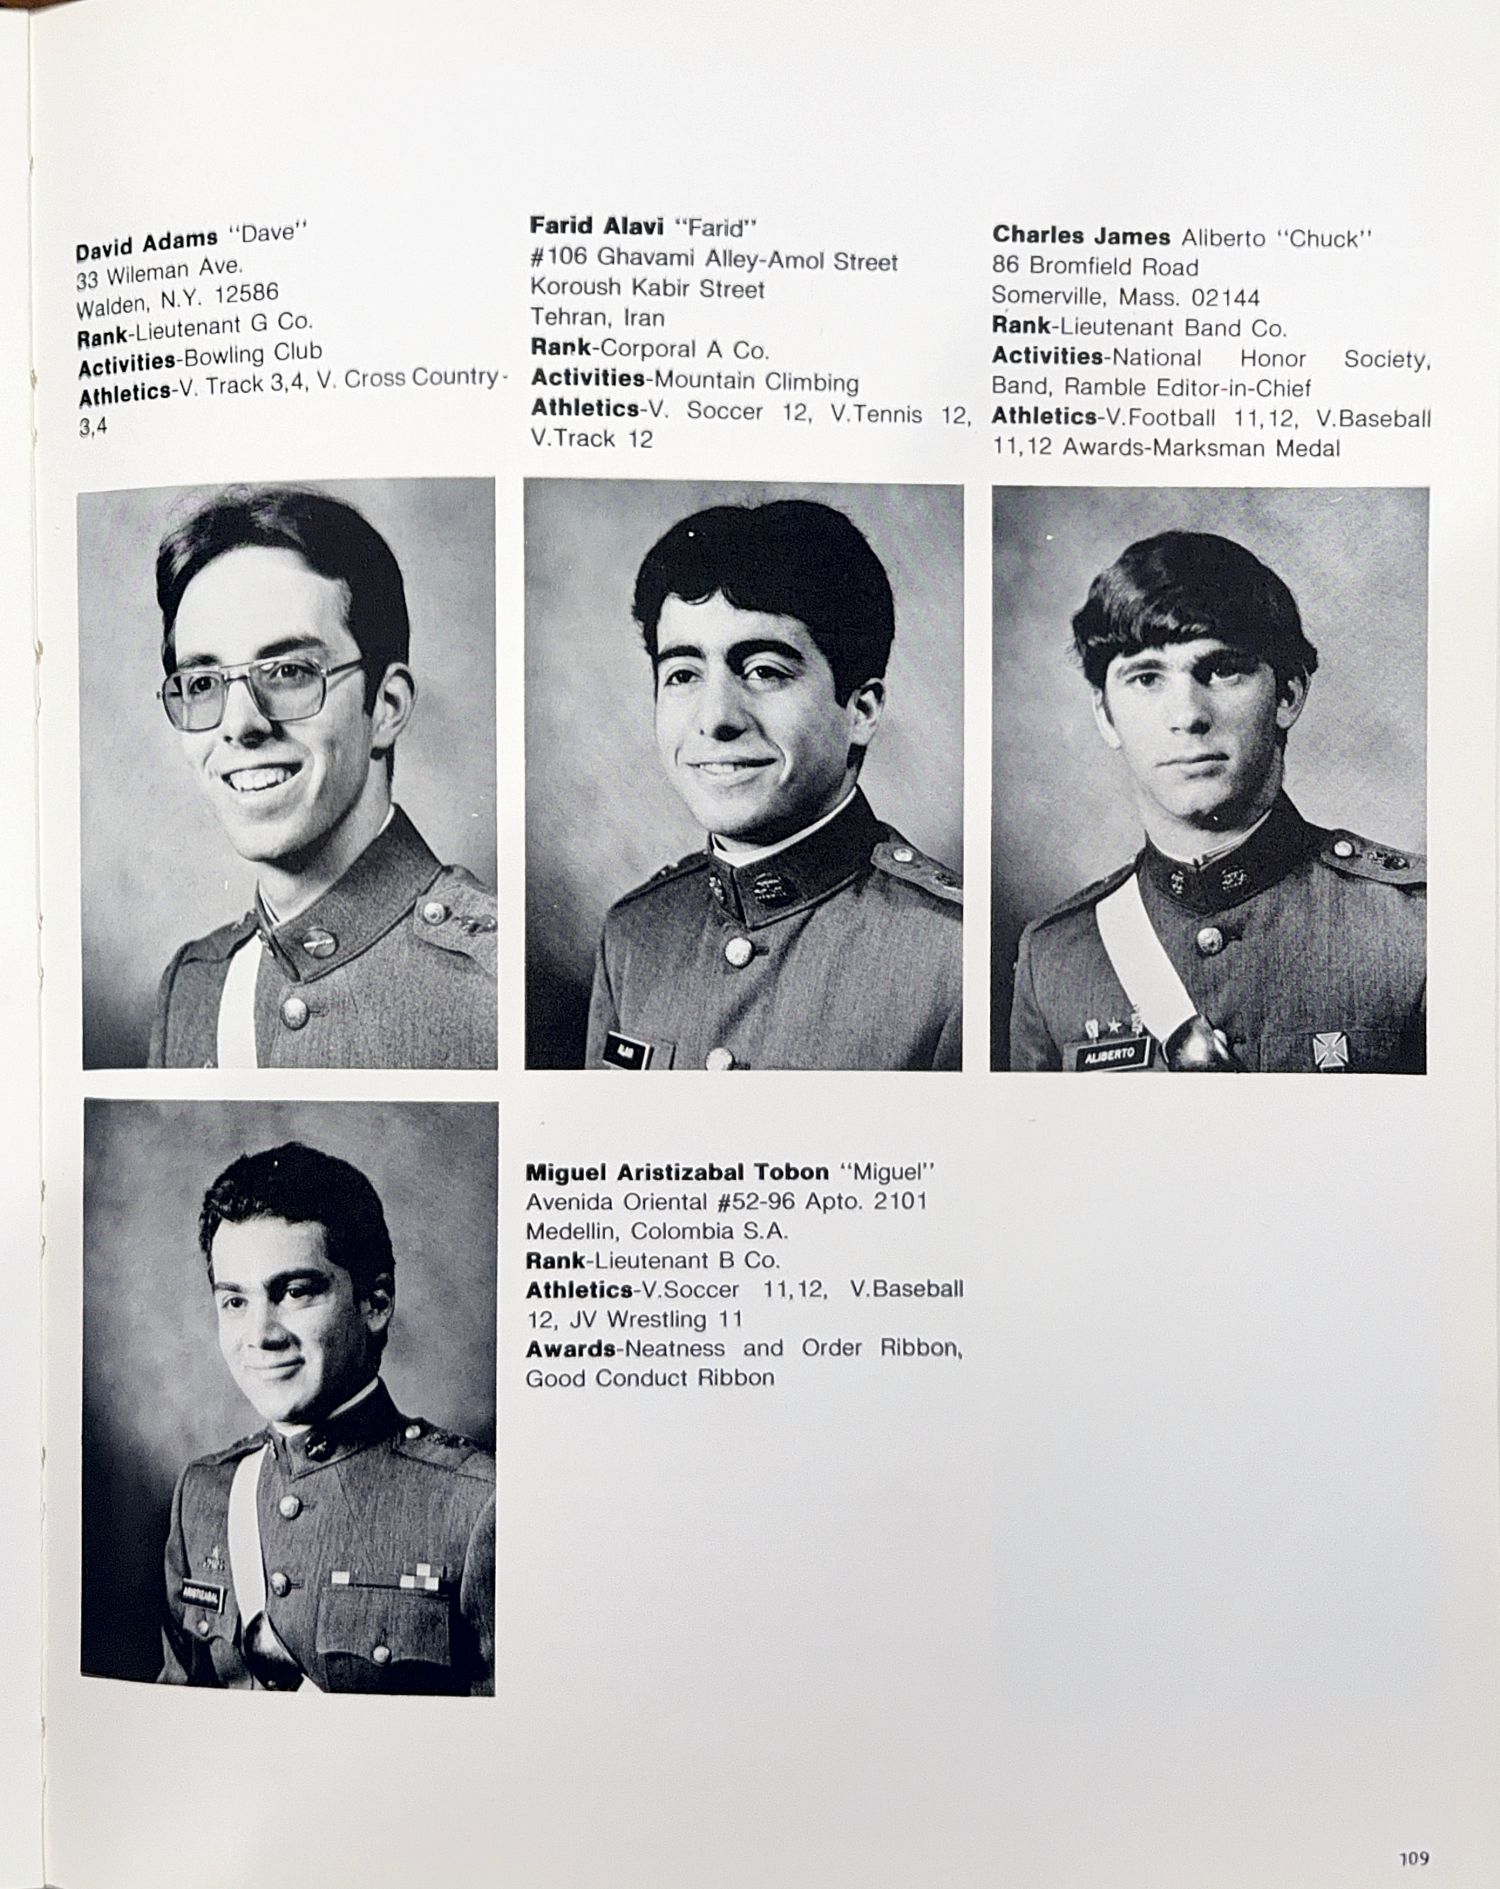 David Adams "Dave"
33 Wileman Ave.
Walden, N.Y. 12586
Rank-Lieutenant G Co.
Activities-Bowling Club
Athletics-V. Track 3,4, V. Cross Country-
3,4
Farid Alavi "Farid"
#106 Ghavami Alley-Amol Street
Koroush Kabir Street
Tehran, Iran
Rank-Corporal A Co.
Activities-Mountain Climbing
Athletics-V. Soccer 12, V.Tennis 12,
V.Track 12
Charles James Aliberto "Chuck"
86 Bromfield Road
Somerville, Mass. 02144
Rank-Lieutenant Band Co.
Activities-National Honor Society,
Band, Ramble Editor-in-Chief
Athletics-V.Football 11,12, V.Baseball
11,12 Awards-Marksman Medal
ALAVI
ALIBERTO
Miguel Aristizabal Tobon "Miguel"
Avenida Oriental #52-96 Apto. 2101
Medellin, Colombia S.A.
Rank-Lieutenant B Co.
Athletics-V.Soccer 11,12, V.Baseball
12, JV Wrestling 11
Awards-Neatness and Order Ribbon,
Good Conduct Ribbon
ARISTIZABAL
109